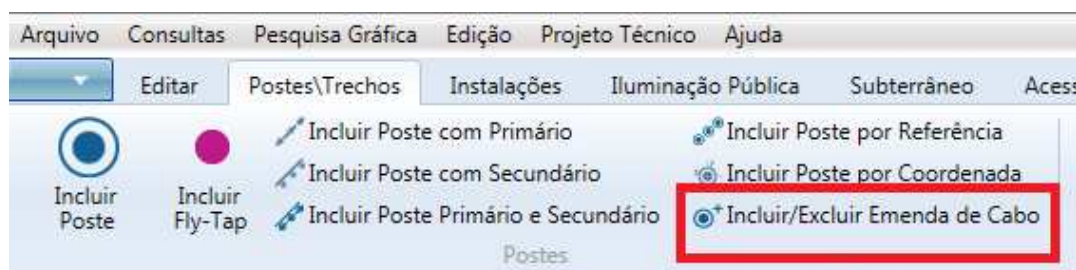 Arquivo Consultas Pesquisa Gráfica Edição Projeto Técnico Ajuda
Editar Postes\Trechos Instalações Iluminação Pública Subterrâneo Acess
Incluir Poste
Incluir Fly-Tap
Incluir Poste com Primário
Incluir Poste com Secundário
Incluir Poste Primário e Secundário
Incluir Poste por Referência
Incluir Poste por Coordenada
Incluir/Excluir Emenda de Cabo
Postes